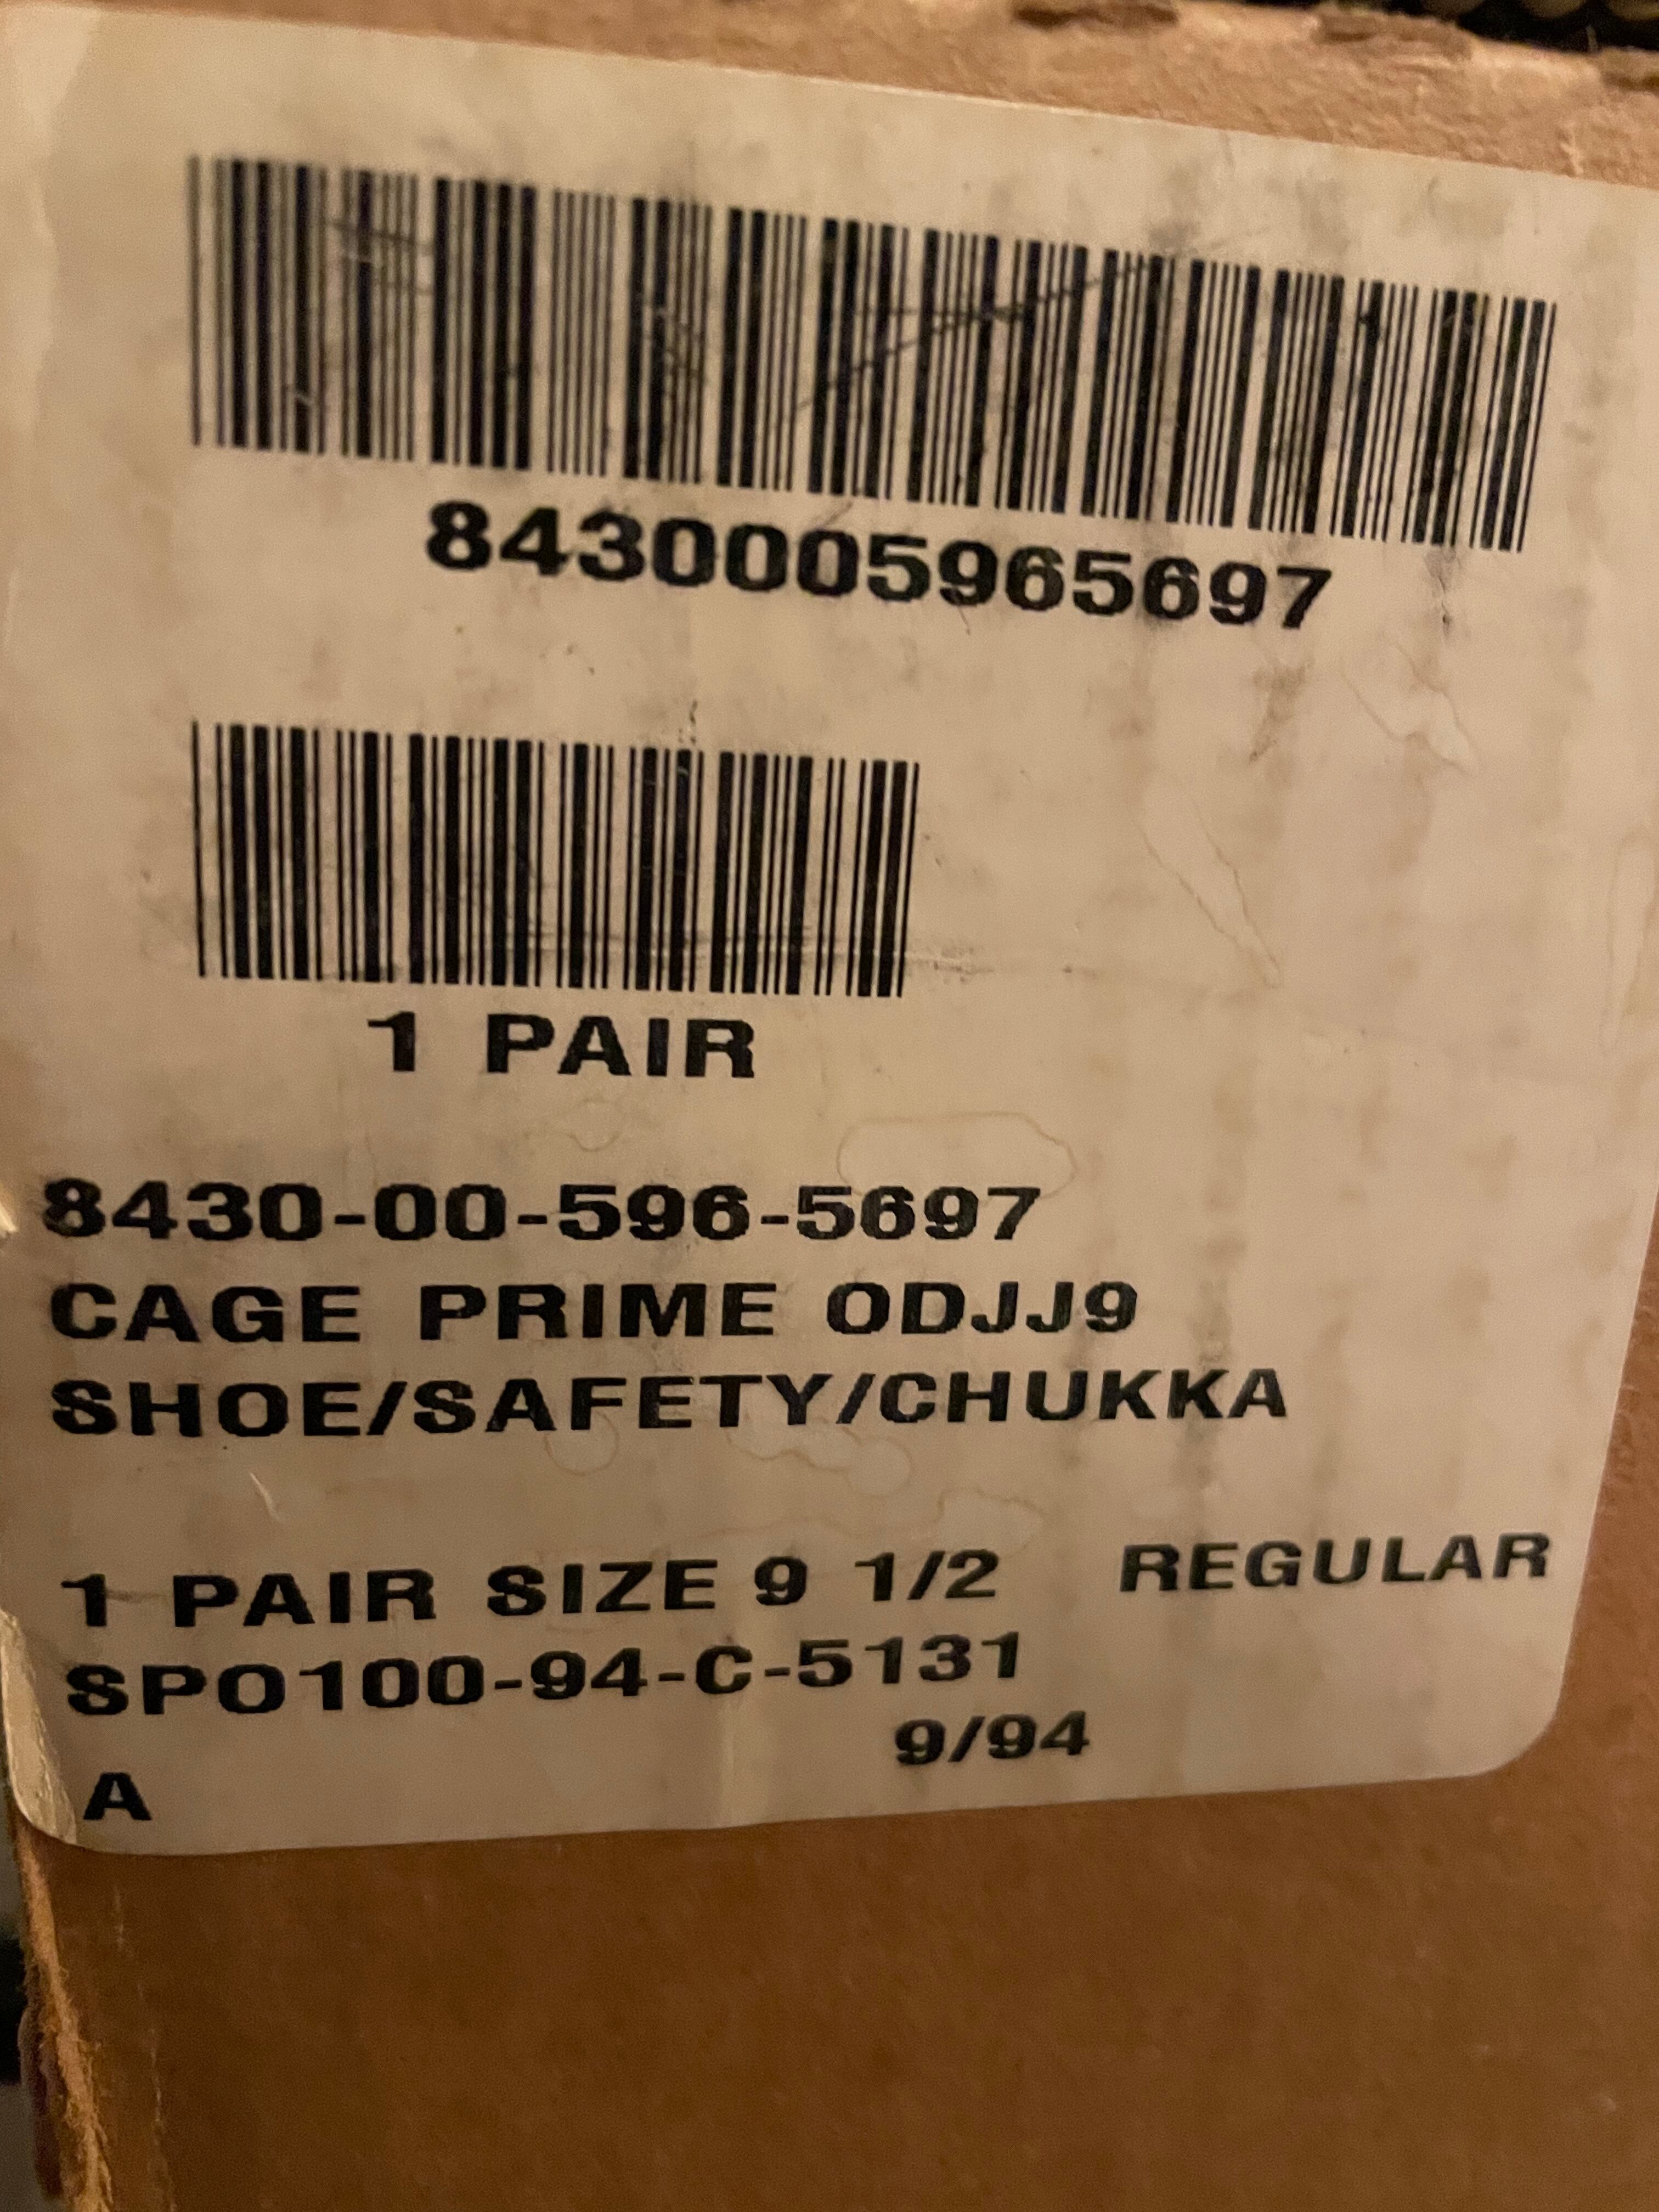 8430005965697
1 PAIR
8430-00-596-5697
CAGE PRIME ODJJ9
SHOE/SAFETY/CHUKKA
1 PAIR SIZE 9 1/2 REGULAR
SPO100-94-C-5131
9/94
A